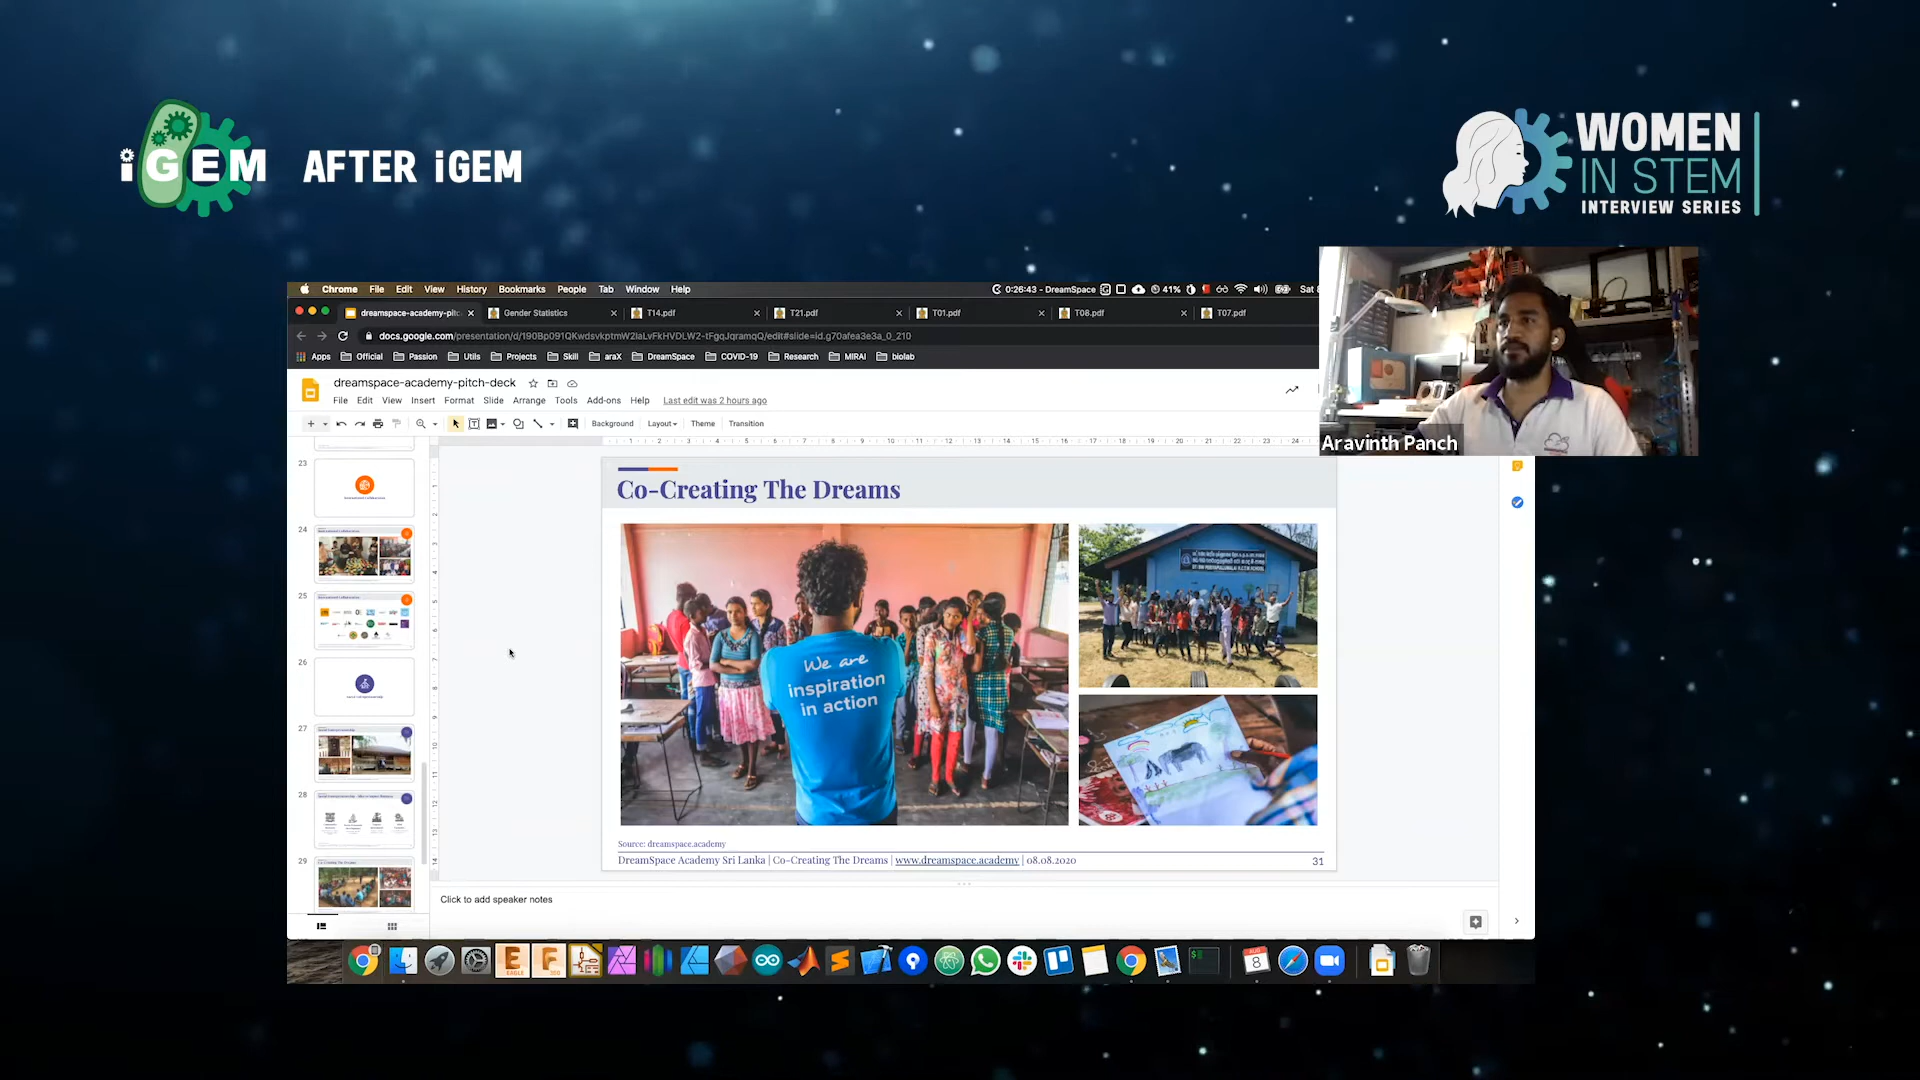 iGEM AFTER iGEM
WOMEN
IN STEM
INTERVIEW SERIES
Chrome File Edit View History Bookmarks People Tab Window Help
0:26:43 - DreamSpace 41% Sat
dreamspace-academy-pitc Gender Statistics T14.pdf T21.pdf T01.pdf T08.pdf T07.pdf
Apps Official Passion Utils Projects Skill araX DreamSpace COVID-19 Research MIRAI biolab
dreamspace-academy-pitch-deck
File Edit View Insert Format Slide Arrange Tools Add-ons Help Last edit was 2 hours ago
Background Layout Theme Transition
Aravinth Panch
23
24
25
26
27
28
29
Co-Creating The Dreams
We are
inspiration
in action
Source: dreamspace.academy
DreamSpace Academy Sri Lanka | Co-Creating The Dreams | www.dreamspace.academy | 08.08.2020
31
Click to add speaker notes